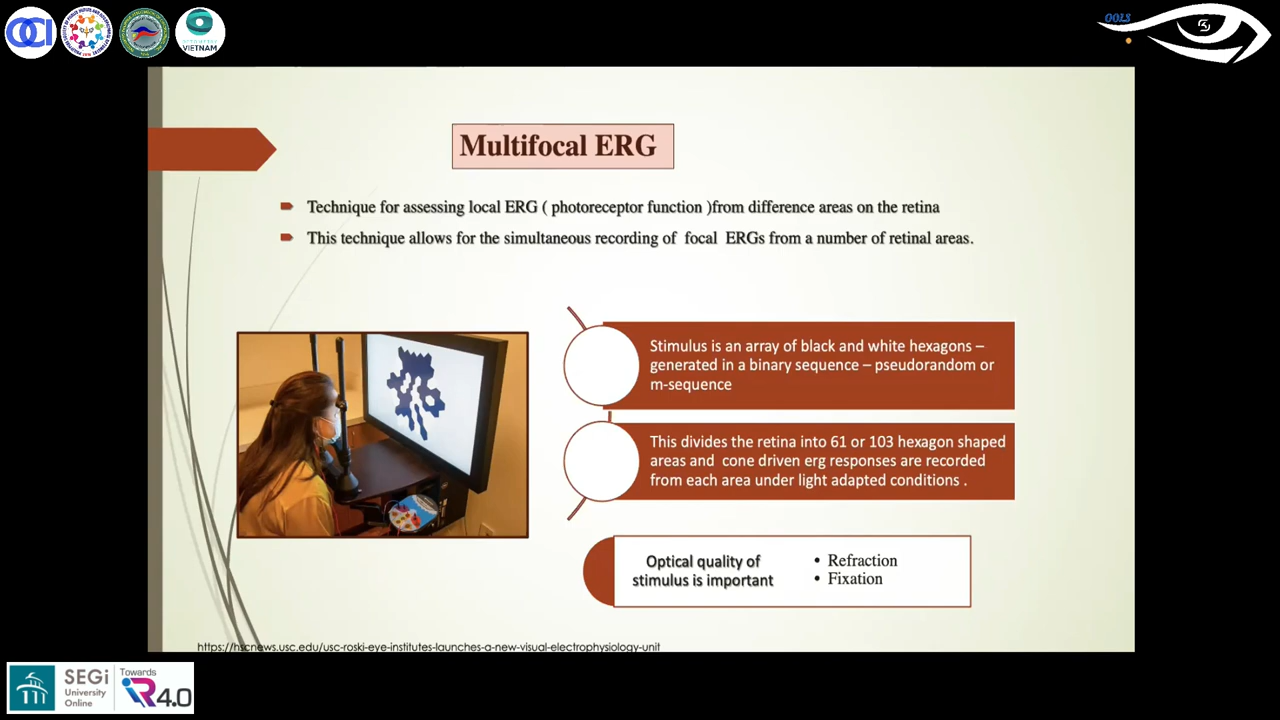 OCI
VIETNAM
OOLS
Multifocal ERG
Technique for assessing local ERG ( photoreceptor function )from difference areas on the retina
This technique allows for the simultaneous recording of focal ERGs from a number of retinal areas.
Stimulus is an array of black and white hexagons –
generated in a binary sequence – pseudorandom or
m-sequence
This divides the retina into 61 or 103 hexagon shaped
areas and cone driven erg responses are recorded
from each area under light adapted conditions .
Optical quality of
stimulus is important
• Refraction
• Fixation
https://hscnews.usc.edu/usc-roski-eye-institutes-launches-a-new-visual-electrophysiology-unit
SEGi
University
Online
Towards
iR4.0